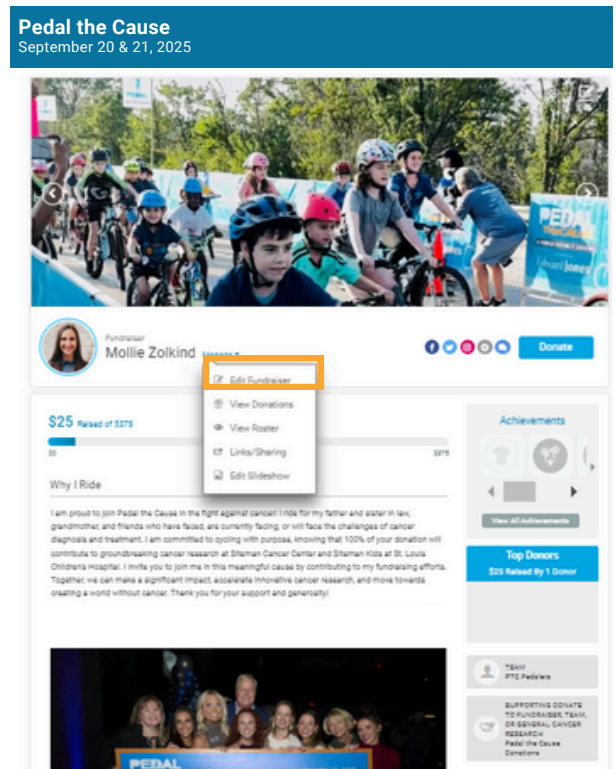 Pedal the Cause
September 20 & 21, 2025
PEDAL
THE CAUSE
Edward Jones
Fundraiser
Mollie Zolkind
Manage
Donate
Edit Fundraiser
View Donations
View Roster
Links/Sharing
Edit Slideshow
$25 Raised of $375
$0
$375
Why I Ride
I am proud to join Pedal the Cause in the fight against cancer! I ride for my father and sister in law,
grandmother, and friends who have faced, are currently facing, or will face the challenges of cancer
diagnosis and treatment. I am committed to cycling with purpose, knowing that 100% of your donation will
contribute to groundbreaking cancer research at Siteman Cancer Center and Siteman Kids at St. Louis
Children's Hospital. I invite you to join me in this meaningful cause by contributing to my fundraising efforts.
Together, we can make a significant impact, accelerate innovative cancer research, and move towards
creating a world without cancer. Thank you for your support and generosity!
PEDAL
Achievements
View All Achievements
Top Donors
$25 Raised By 1 Donor
TEAM
PTC Pedalers
SUPPORTING DONATE
TO FUNDRAISER, TEAM,
OR GENERAL CANCER
RESEARCH
Pedal the Cause
Donations